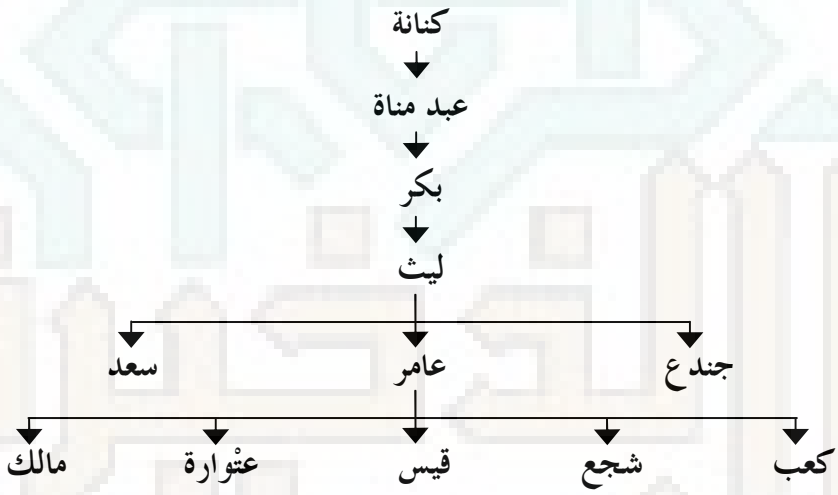 كنانة
عبد مناة
بكر
ليث
جندع عامر سعد
كعب شجع قيس عتْوارة مالك